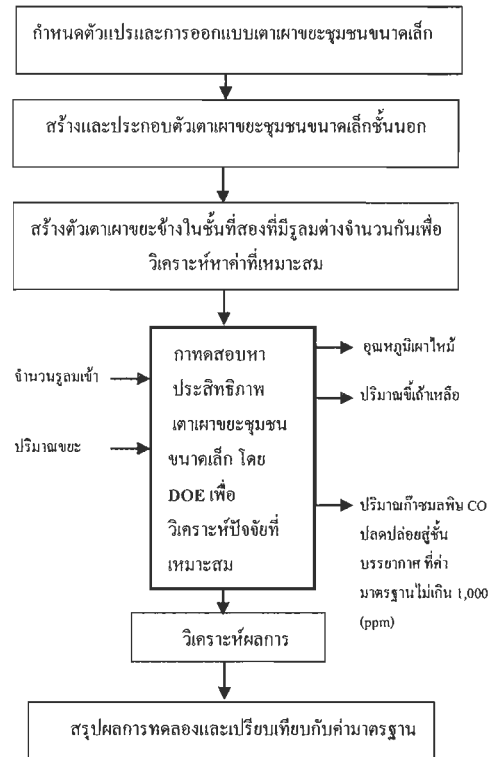 กำหนดตัวแปรและการออกแบบเตาเผาขยะชุมชนขนาดเล็ก
สร้างและประกอบตัวเตาเผาขยะชุมชนขนาดเล็กชั้นนอก
สร้างตัวเตาเผาขยะข้างในชั้นที่สองที่มีรูลมต่างจำนวนกันเพื่อ
วิเคราะห์หาค่าที่เหมาะสม
จำนวนรูลมเข้า
ปริมาณขยะ
กาทดสอบหา
ประสิทธิภาพ
เตาเผาขยะชุมชน
ขนาดเล็ก โดย
DOE เพื่อ
วิเคราะห์ปัจจัยที่
เหมาะสม
อุณหภูมิเผาไหม้
ปริมาณขี้เถ้าเหลือ
ปริมาณก๊าซมลพิษ CO
ปลดปล่อยสู่ชั้น
บรรยากาศ ที่ค่า
มาตรฐานไม่เกิน 1,000
(ppm)
วิเคราะห์ผลการ
สรุปผลการทดลองและเปรียบเทียบกับค่ามาตรฐาน